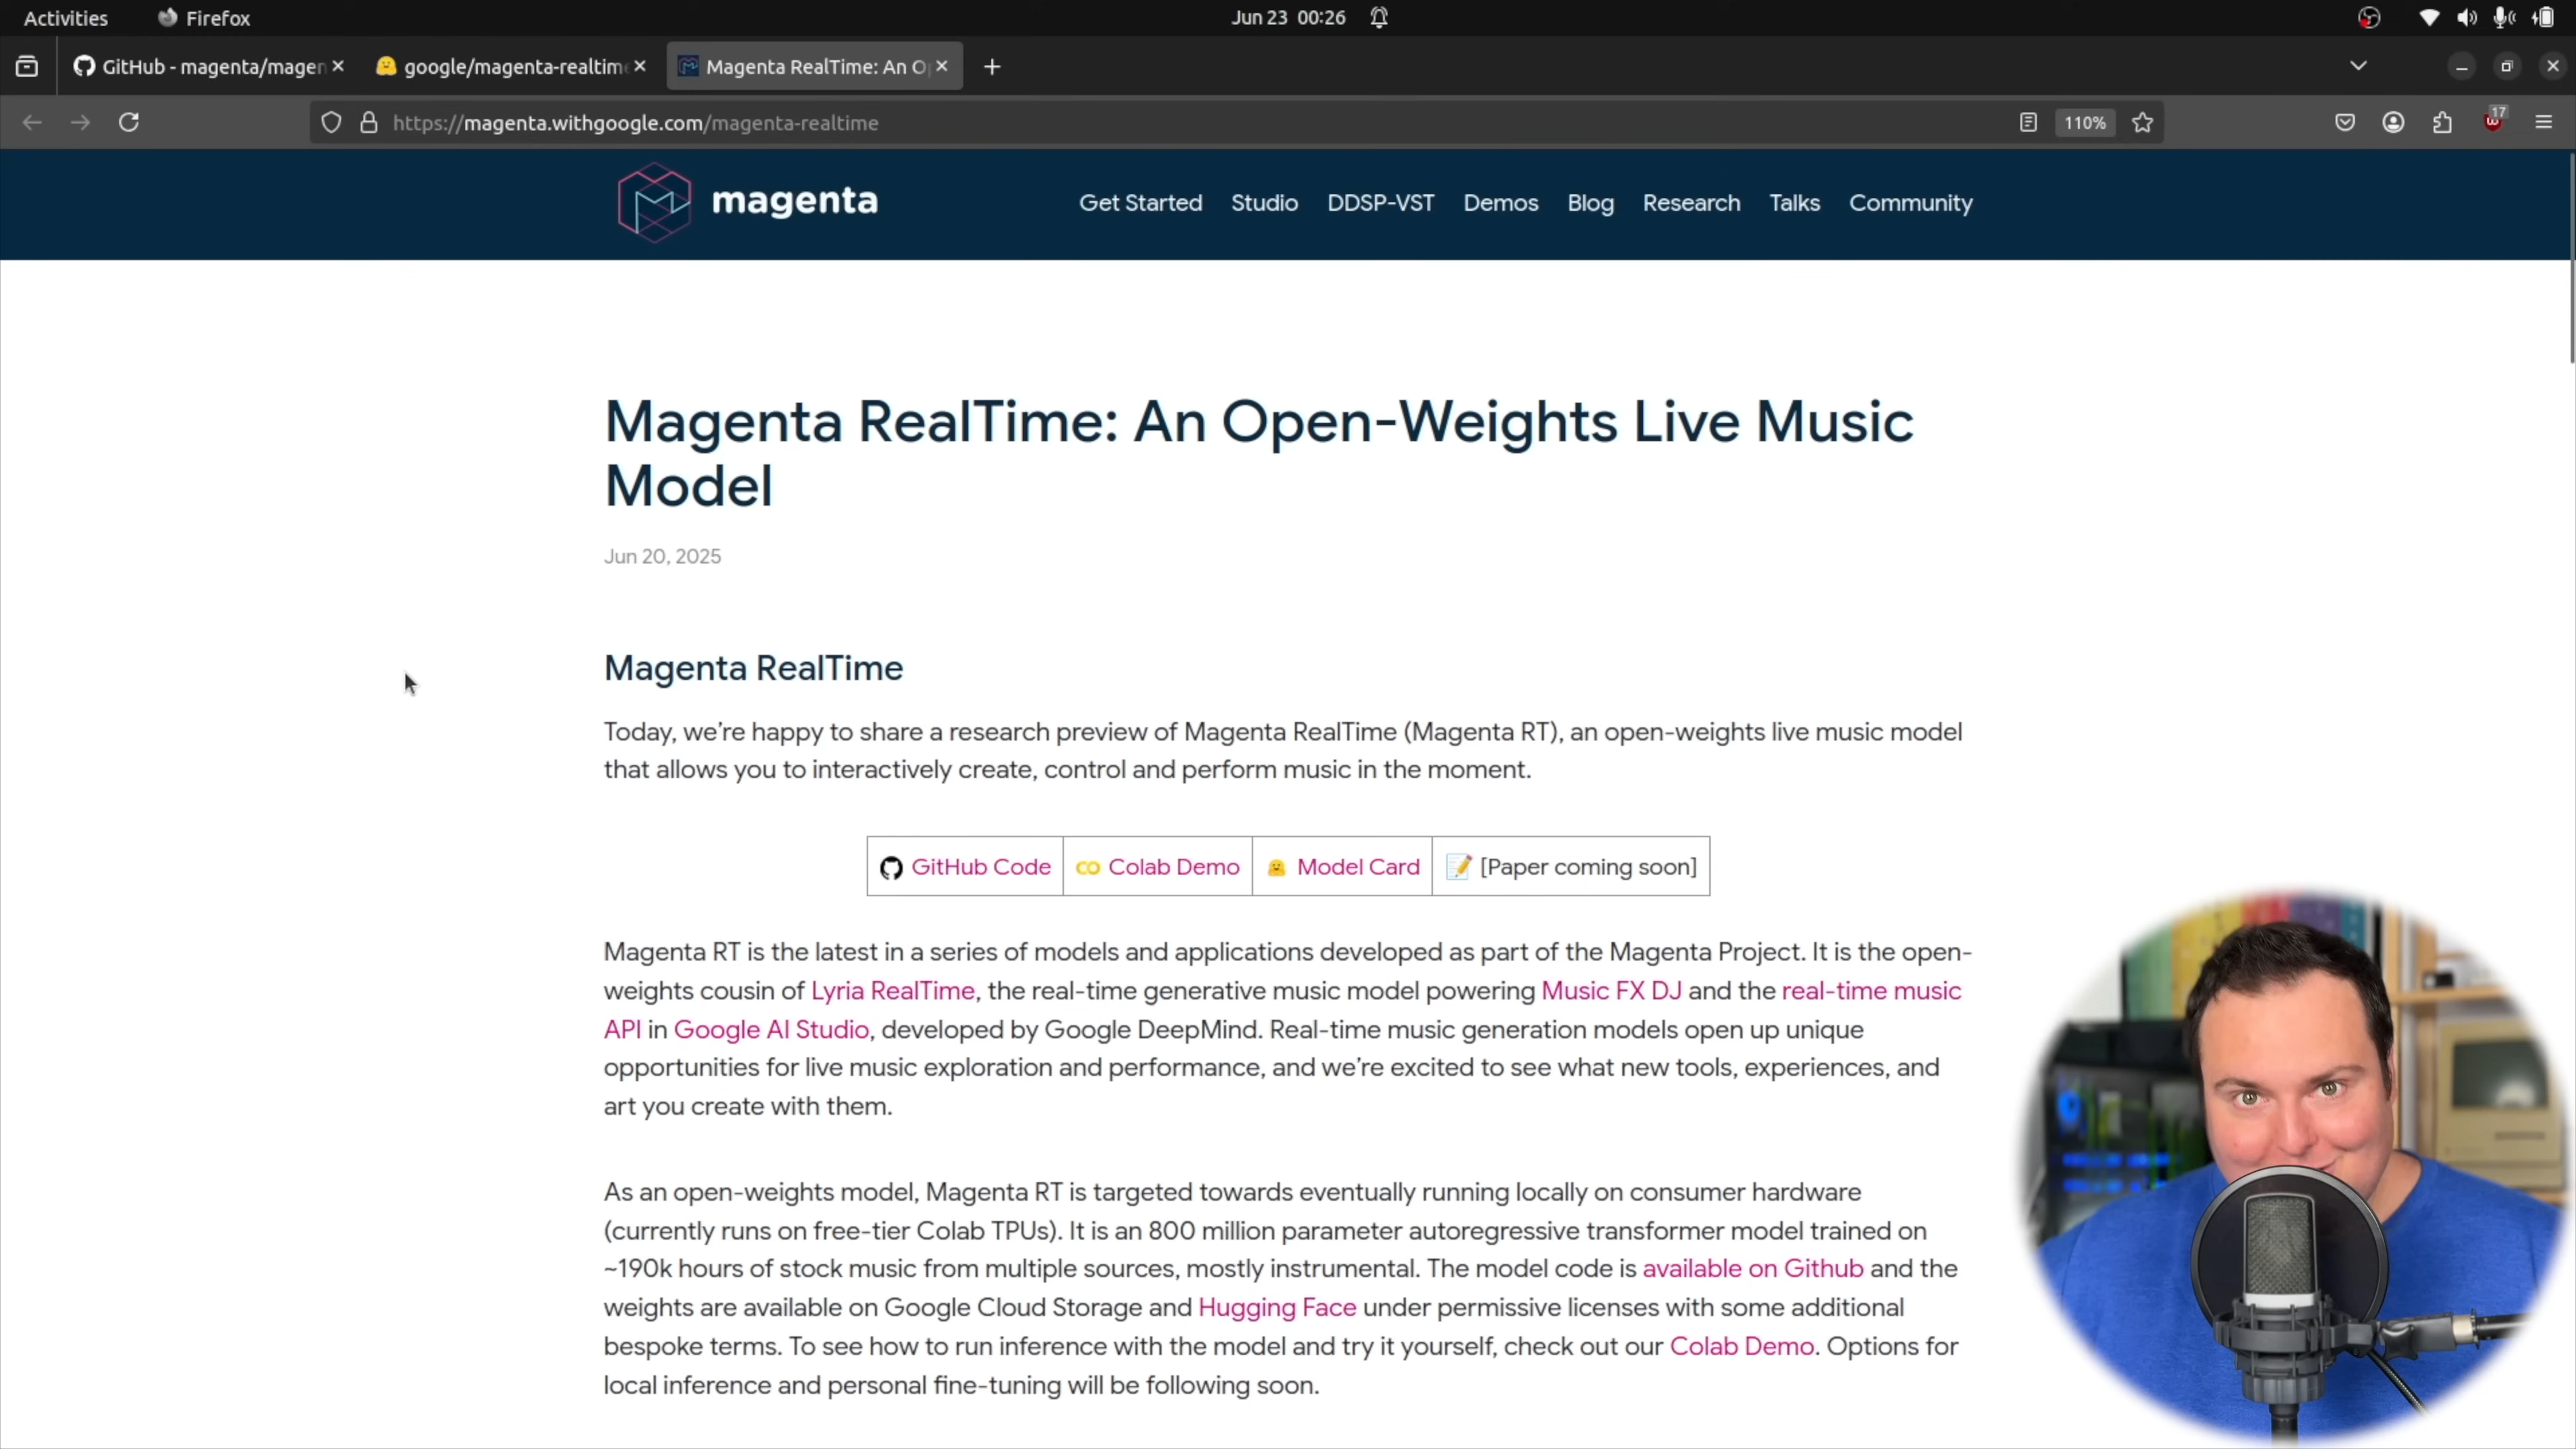 Activities Firefox Jun 23 00:26
GitHub - magenta/magen google/magenta-realtime Magenta RealTime: An O
https://magenta.withgoogle.com/magenta-realtime 110% 17
magenta Get Started Studio DDSP-VST Demos Blog Research Talks Community
Magenta RealTime: An Open-Weights Live Music
Model
Jun 20, 2025
Magenta RealTime
Today, we’re happy to share a research preview of Magenta RealTime (Magenta RT), an open-weights live music model
that allows you to interactively create, control and perform music in the moment.
GitHub Code Colab Demo Model Card [Paper coming soon]
Magenta RT is the latest in a series of models and applications developed as part of the Magenta Project. It is the open-
weights cousin of Lyria RealTime, the real-time generative music model powering Music FX DJ and the real-time music
API in Google AI Studio, developed by Google DeepMind. Real-time music generation models open up unique
opportunities for live music exploration and performance, and we’re excited to see what new tools, experiences, and
art you create with them.
As an open-weights model, Magenta RT is targeted towards eventually running locally on consumer hardware
(currently runs on free-tier Colab TPUs). It is an 800 million parameter autoregressive transformer model trained on
~190k hours of stock music from multiple sources, mostly instrumental. The model code is available on Github and the
weights are available on Google Cloud Storage and Hugging Face under permissive licenses with some additional
bespoke terms. To see how to run inference with the model and try it yourself, check out our Colab Demo. Options for
local inference and personal fine-tuning will be following soon.